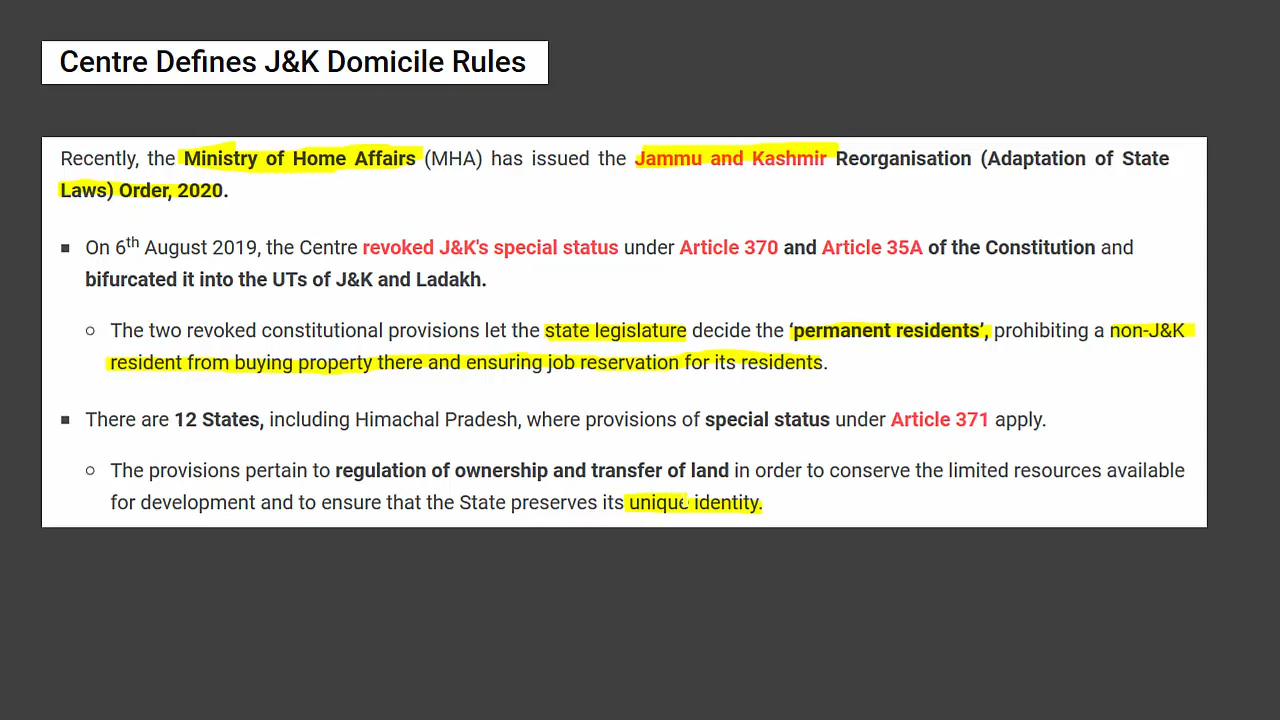 Centre Defines J&K Domicile Rules
Recently, the Ministry of Home Affairs (MHA) has issued the Jammu and Kashmir Reorganisation (Adaptation of State
Laws) Order, 2020.
▪ On 6th August 2019, the Centre revoked J&K's special status under Article 370 and Article 35A of the Constitution and
bifurcated it into the UTs of J&K and Ladakh.
○ The two revoked constitutional provisions let the state legislature decide the ‘permanent residents’, prohibiting a non-J&K
resident from buying property there and ensuring job reservation for its residents.
▪ There are 12 States, including Himachal Pradesh, where provisions of special status under Article 371 apply.
○ The provisions pertain to regulation of ownership and transfer of land in order to conserve the limited resources available
for development and to ensure that the State preserves its unique identity.